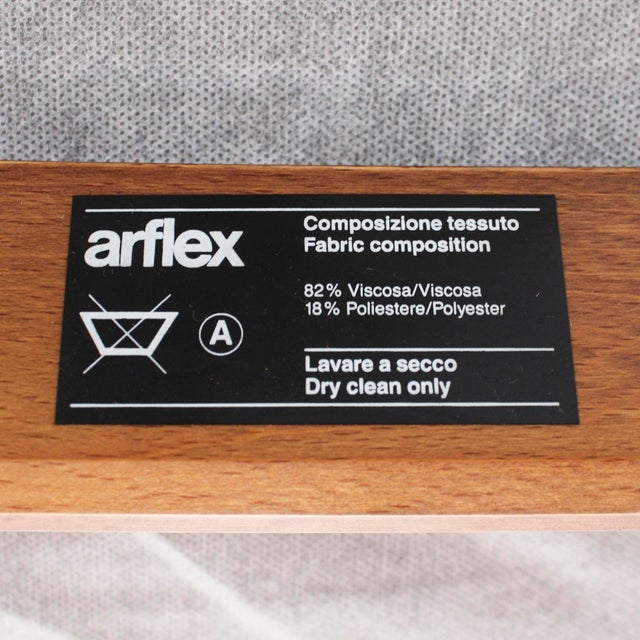 arflex
Composizione tessuto
Fabric composition
82% Viscosa/Viscosa
18% Poliestere/Polyester
A
Lavare a secco
Dry clean only